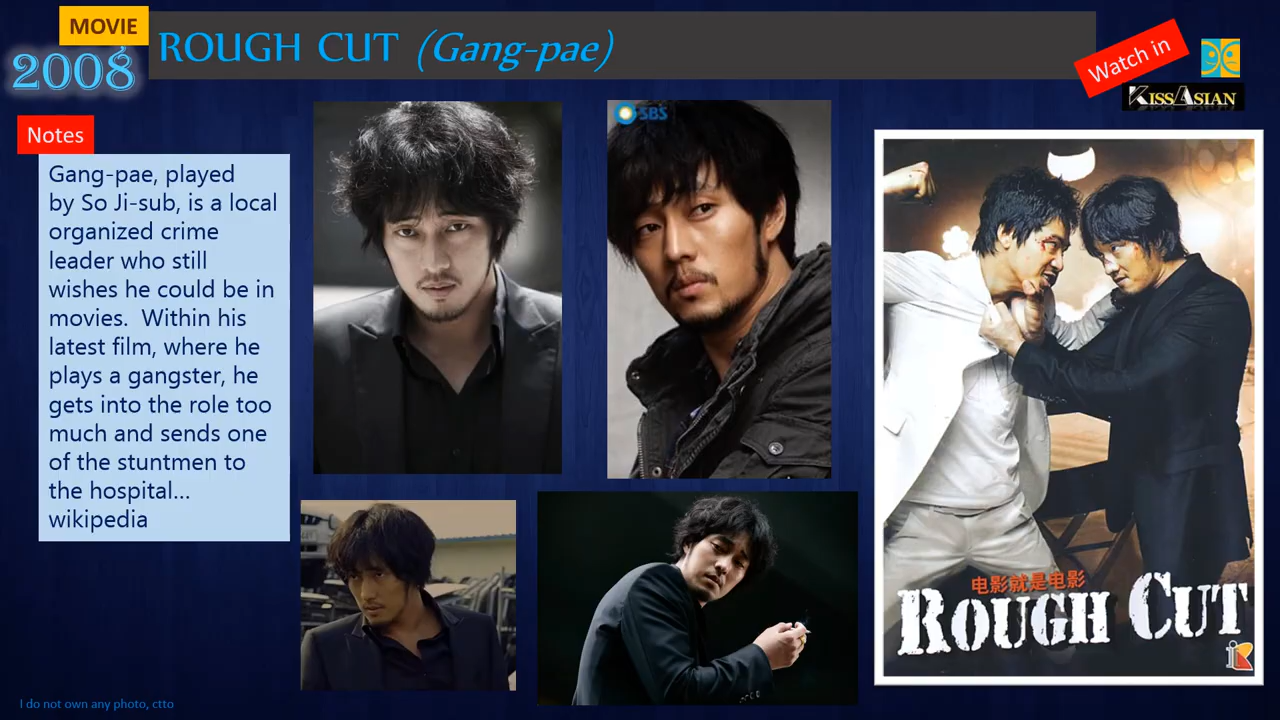 MOVIE
2008
ROUGH CUT (Gang-pae)
Watch in
KISSASIAN
Notes
Gang-pae, played
by So Ji-sub, is a local
organized crime
leader who still
wishes he could be in
movies.  Within his
latest film, where he
plays a gangster, he
gets into the role too
much and sends one
of the stuntmen to
the hospital...
wikipedia
SBS
电影就是电影
ROUGH CUT
I do not own any photo, ctto